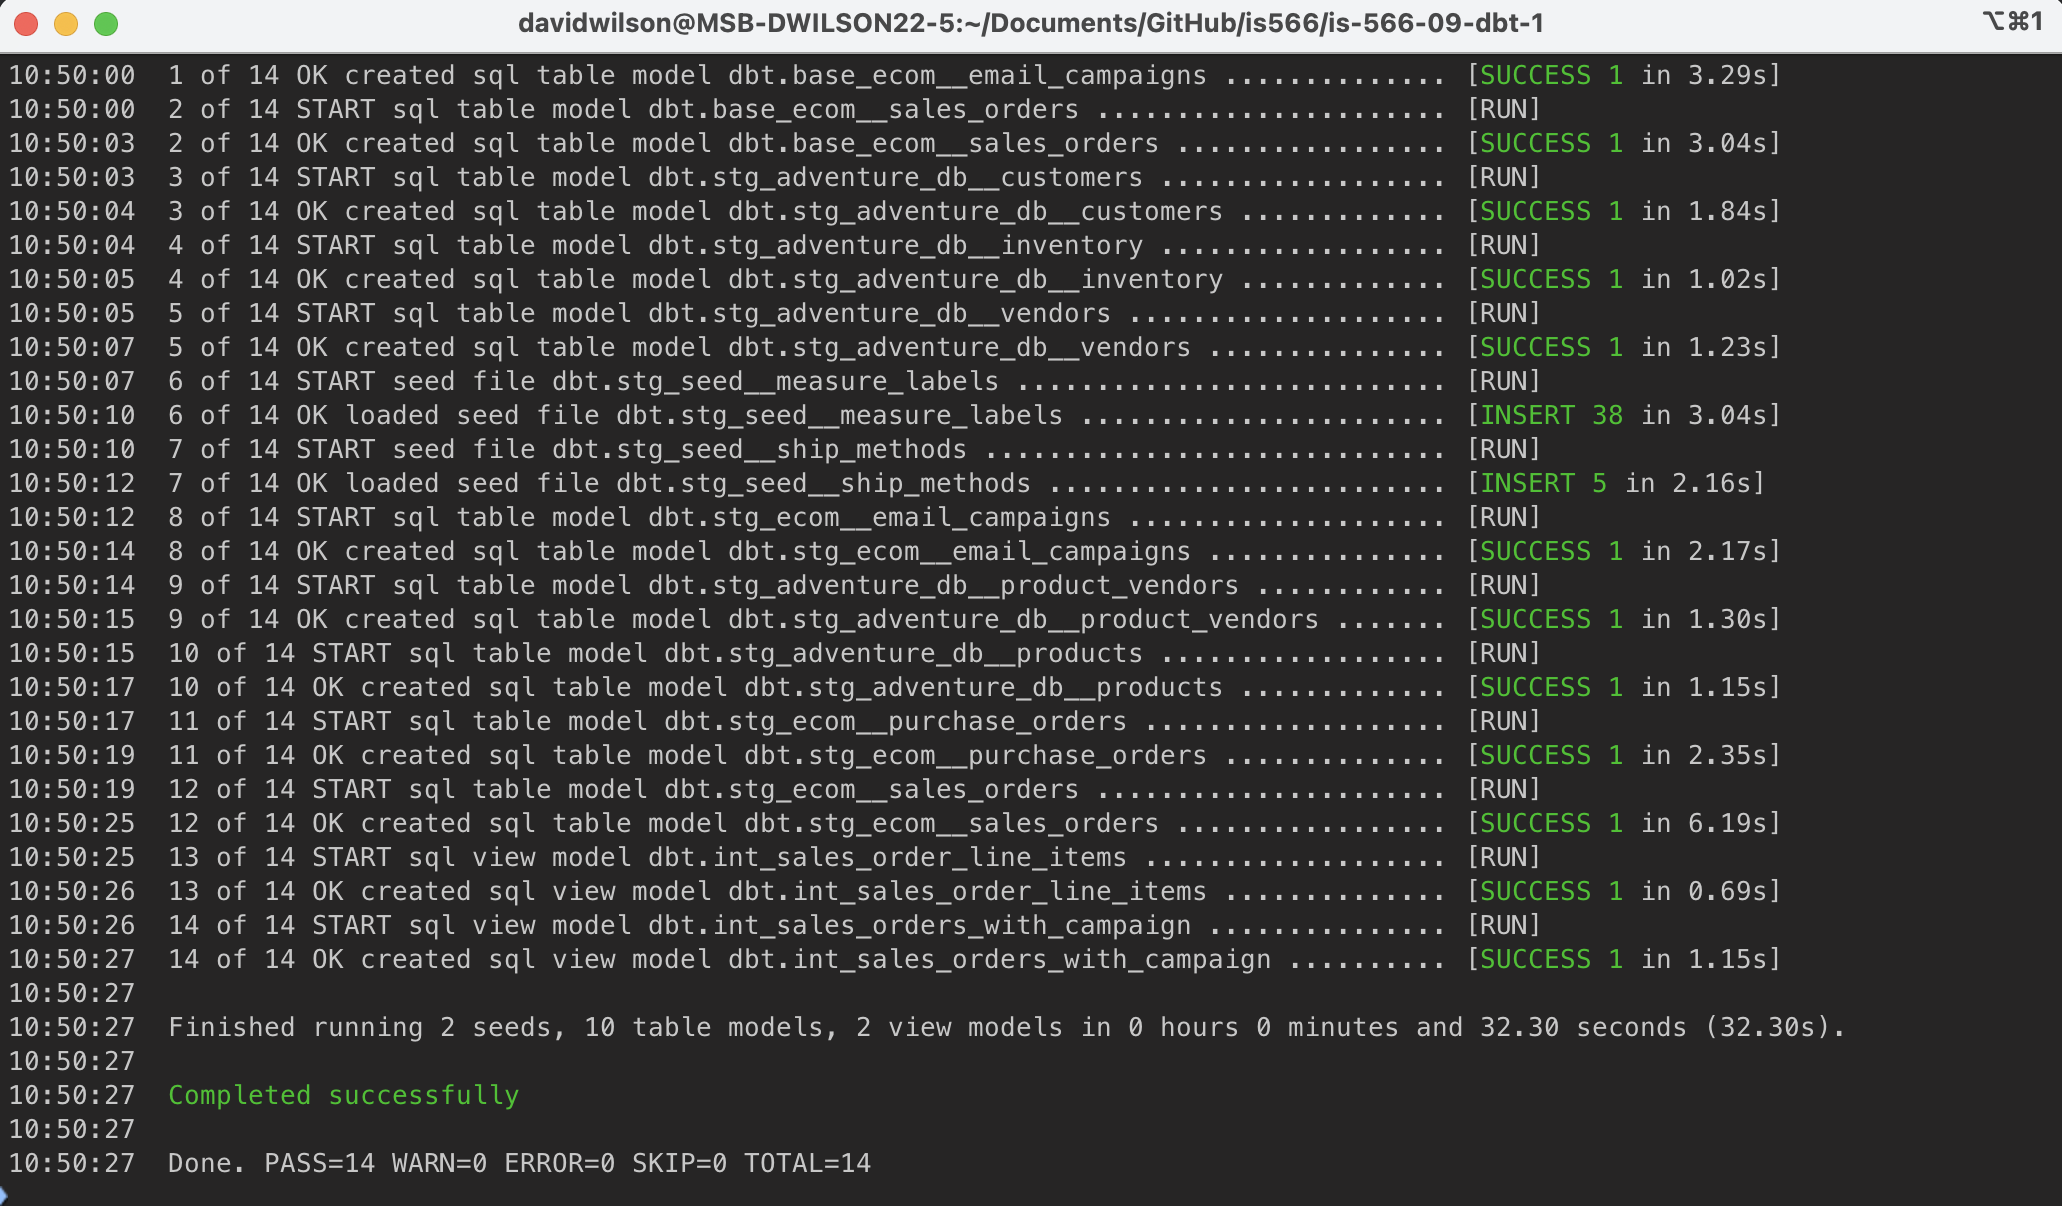 davidwilson@MSB-DWILSON22-5:~/Documents/GitHub/is566/is-566-09-dbt-1 ⌥⌘1
10:50:00  1 of 14 OK created sql table model dbt.base_ecom__email_campaigns .............. [SUCCESS 1 in 3.29s]
10:50:00  2 of 14 START sql table model dbt.base_ecom__sales_orders ...................... [RUN]
10:50:03  2 of 14 OK created sql table model dbt.base_ecom__sales_orders ................. [SUCCESS 1 in 3.04s]
10:50:03  3 of 14 START sql table model dbt.stg_adventure_db__customers .................. [RUN]
10:50:04  3 of 14 OK created sql table model dbt.stg_adventure_db__customers ............. [SUCCESS 1 in 1.84s]
10:50:04  4 of 14 START sql table model dbt.stg_adventure_db__inventory .................. [RUN]
10:50:05  4 of 14 OK created sql table model dbt.stg_adventure_db__inventory ............. [SUCCESS 1 in 1.02s]
10:50:05  5 of 14 START sql table model dbt.stg_adventure_db__vendors .................... [RUN]
10:50:07  5 of 14 OK created sql table model dbt.stg_adventure_db__vendors ............... [SUCCESS 1 in 1.23s]
10:50:07  6 of 14 START seed file dbt.stg_seed__measure_labels ........................... [RUN]
10:50:10  6 of 14 OK loaded seed file dbt.stg_seed__measure_labels ....................... [INSERT 38 in 3.04s]
10:50:10  7 of 14 START seed file dbt.stg_seed__ship_methods ............................. [RUN]
10:50:12  7 of 14 OK loaded seed file dbt.stg_seed__ship_methods ......................... [INSERT 5 in 2.16s]
10:50:12  8 of 14 START sql table model dbt.stg_ecom__email_campaigns .................... [RUN]
10:50:14  8 of 14 OK created sql table model dbt.stg_ecom__email_campaigns ............... [SUCCESS 1 in 2.17s]
10:50:14  9 of 14 START sql table model dbt.stg_adventure_db__product_vendors ............ [RUN]
10:50:15  9 of 14 OK created sql table model dbt.stg_adventure_db__product_vendors ....... [SUCCESS 1 in 1.30s]
10:50:15  10 of 14 START sql table model dbt.stg_adventure_db__products .................. [RUN]
10:50:17  10 of 14 OK created sql table model dbt.stg_adventure_db__products ............. [SUCCESS 1 in 1.15s]
10:50:17  11 of 14 START sql table model dbt.stg_ecom__purchase_orders ................... [RUN]
10:50:19  11 of 14 OK created sql table model dbt.stg_ecom__purchase_orders .............. [SUCCESS 1 in 2.35s]
10:50:19  12 of 14 START sql table model dbt.stg_ecom__sales_orders ...................... [RUN]
10:50:25  12 of 14 OK created sql table model dbt.stg_ecom__sales_orders ................. [SUCCESS 1 in 6.19s]
10:50:25  13 of 14 START sql view model dbt.int_sales_order_line_items ................... [RUN]
10:50:26  13 of 14 OK created sql view model dbt.int_sales_order_line_items .............. [SUCCESS 1 in 0.69s]
10:50:26  14 of 14 START sql view model dbt.int_sales_orders_with_campaign ............... [RUN]
10:50:27  14 of 14 OK created sql view model dbt.int_sales_orders_with_campaign .......... [SUCCESS 1 in 1.15s]
10:50:27
10:50:27  Finished running 2 seeds, 10 table models, 2 view models in 0 hours 0 minutes and 32.30 seconds (32.30s).
10:50:27
10:50:27  Completed successfully
10:50:27
10:50:27  Done. PASS=14 WARN=0 ERROR=0 SKIP=0 TOTAL=14